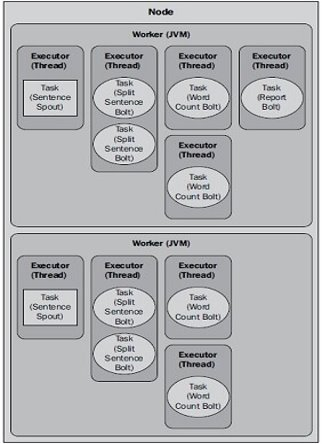 Node
Worker (JVM)
Executor
(Thread)
Task
(Sentence
Spout)
Executor
(Thread)
Task
(Split
Sentence
Bolt)
Task
(Split
Sentence
Bolt)
Executor
(Thread)
Task
(Word
Count Bolt)
Executor
(Thread)
Task
(Word
Count Bolt)
Executor
(Thread)
Task
(Report
Bolt)
Worker (JVM)
Executor
(Thread)
Task
(Sentence
Spout)
Executor
(Thread)
Task
(Split
Sentence
Bolt)
Task
(Split
Sentence
Bolt)
Executor
(Thread)
Task
(Word
Count Bolt)
Executor
(Thread)
Task
(Word
Count Bolt)